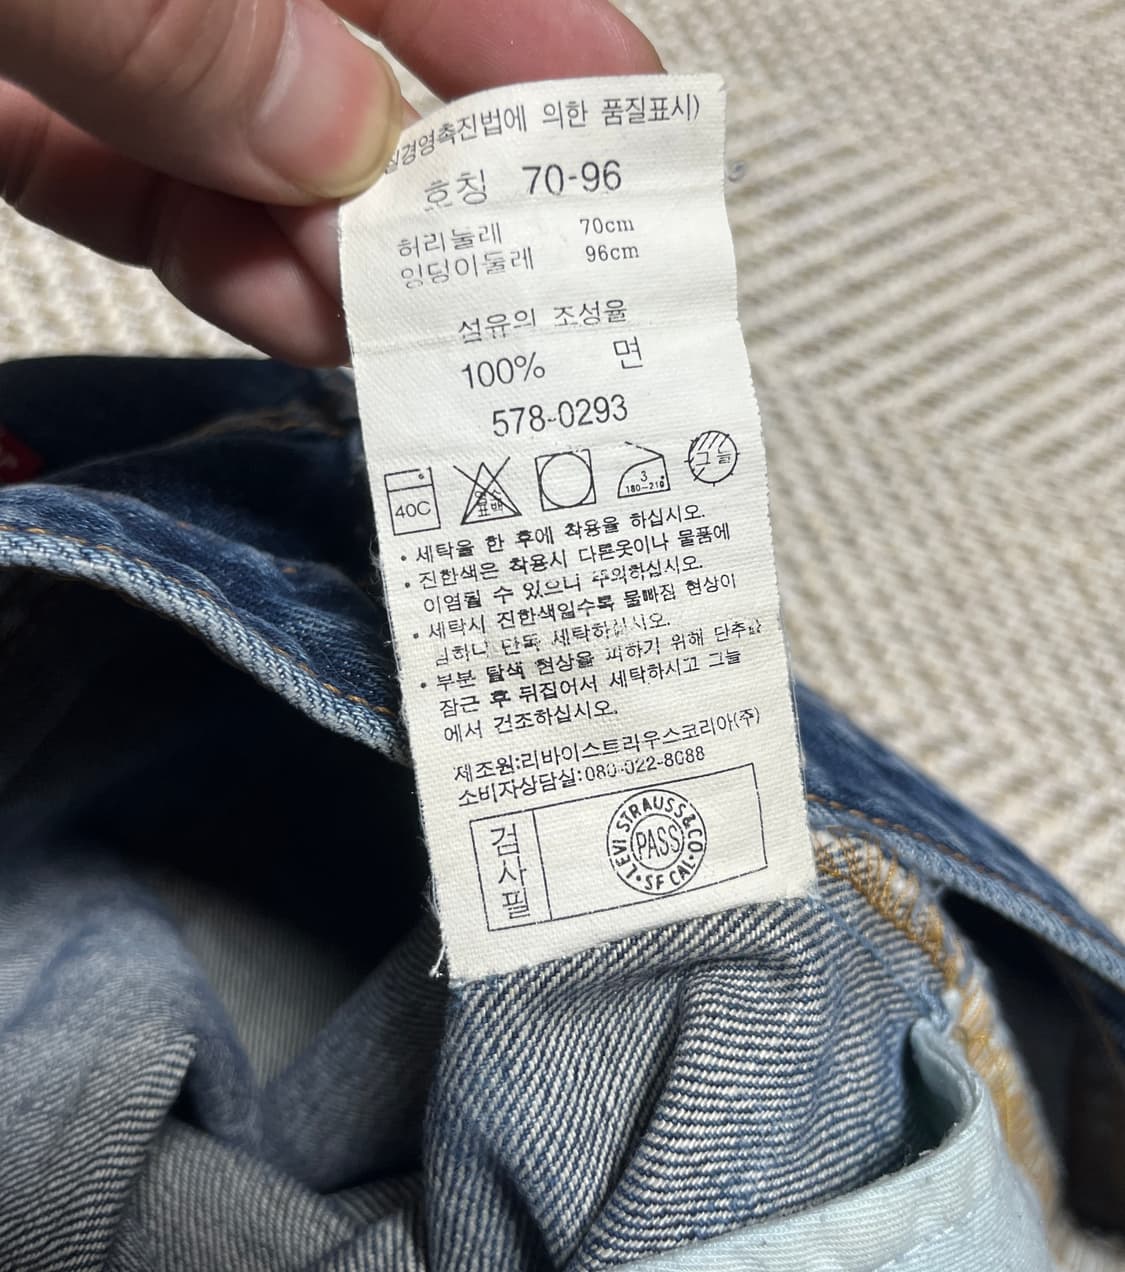 질경영촉진법에 의한 품질표시)
호칭 70-96
허리둘레 70cm
엉덩이둘레 96cm
섬유의 조성율
100% 면
578-0293
40C 염소 표백 3 180~210 그늘
• 세탁을 한 후에 착용을 하십시오.
• 진한색은 착용시 다른옷이나 물품에
이염될 수 있으니 주의하십시오.
• 세탁시 진한색일수록 물빠짐 현상이
심하니 단독 세탁하십시오.
• 부분 탈색 현상을 피하기 위해 단추를
잠근 후 뒤집어서 세탁하시고 그늘
에서 건조하십시오.
제조원:리바이스트라우스코리아(주)
소비자상담실:080-022-8088
검사필
LEVI STRAUSS & CO. SF CAL. PASS